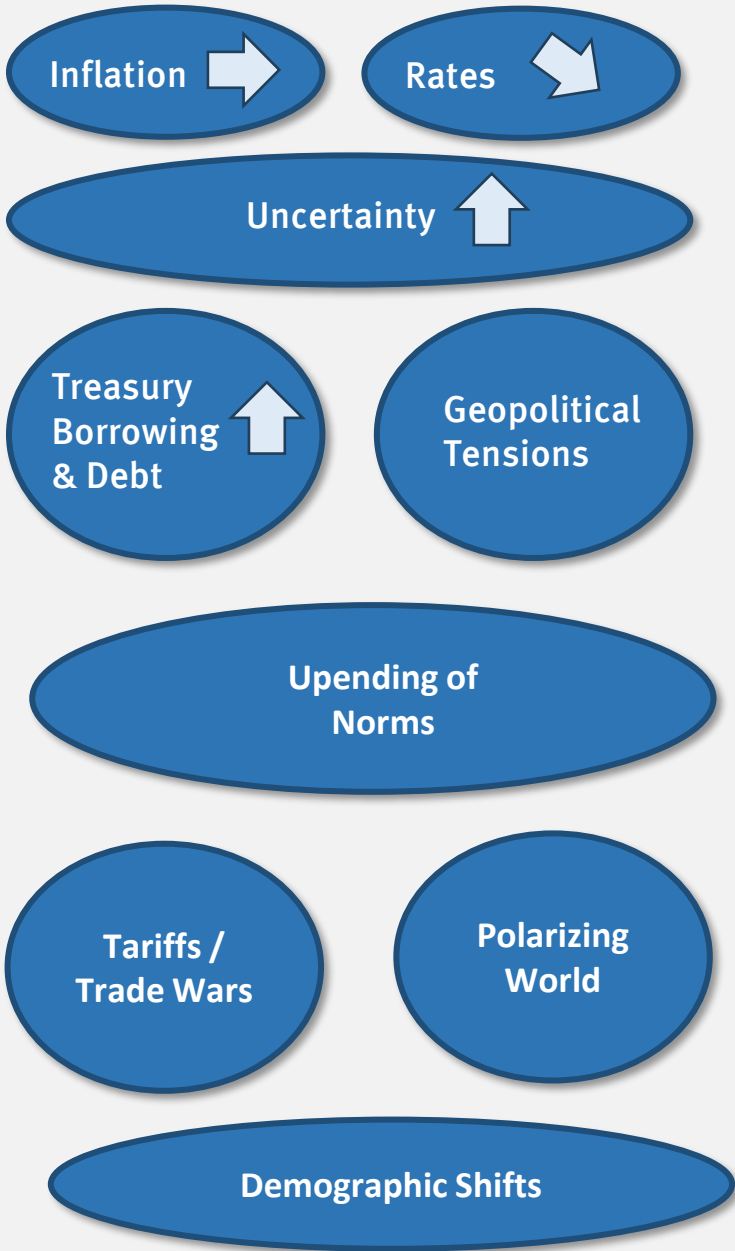 Inflation
Rates
Uncertainty
Treasury
Borrowing
& Debt
Geopolitical
Tensions
Upending of
Norms
Tariffs /
Trade Wars
Polarizing
World
Demographic Shifts